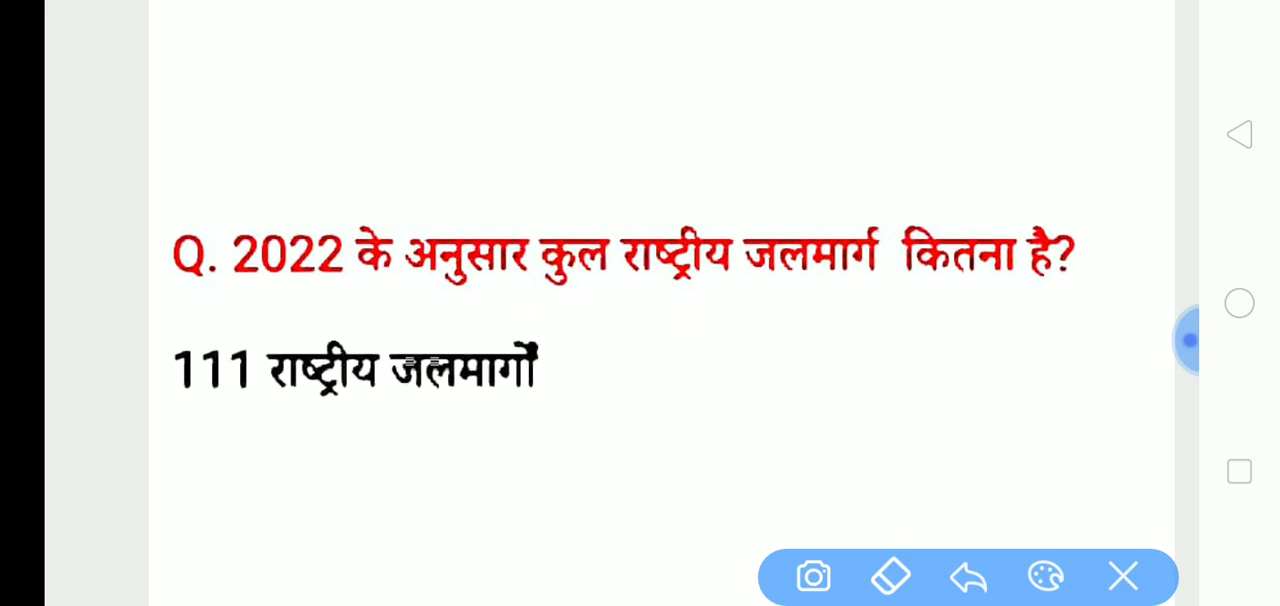 Q. 2022 के अनुसार कुल राष्ट्रीय जलमार्ग कितना है?
111 राष्ट्रीय जलमार्गों